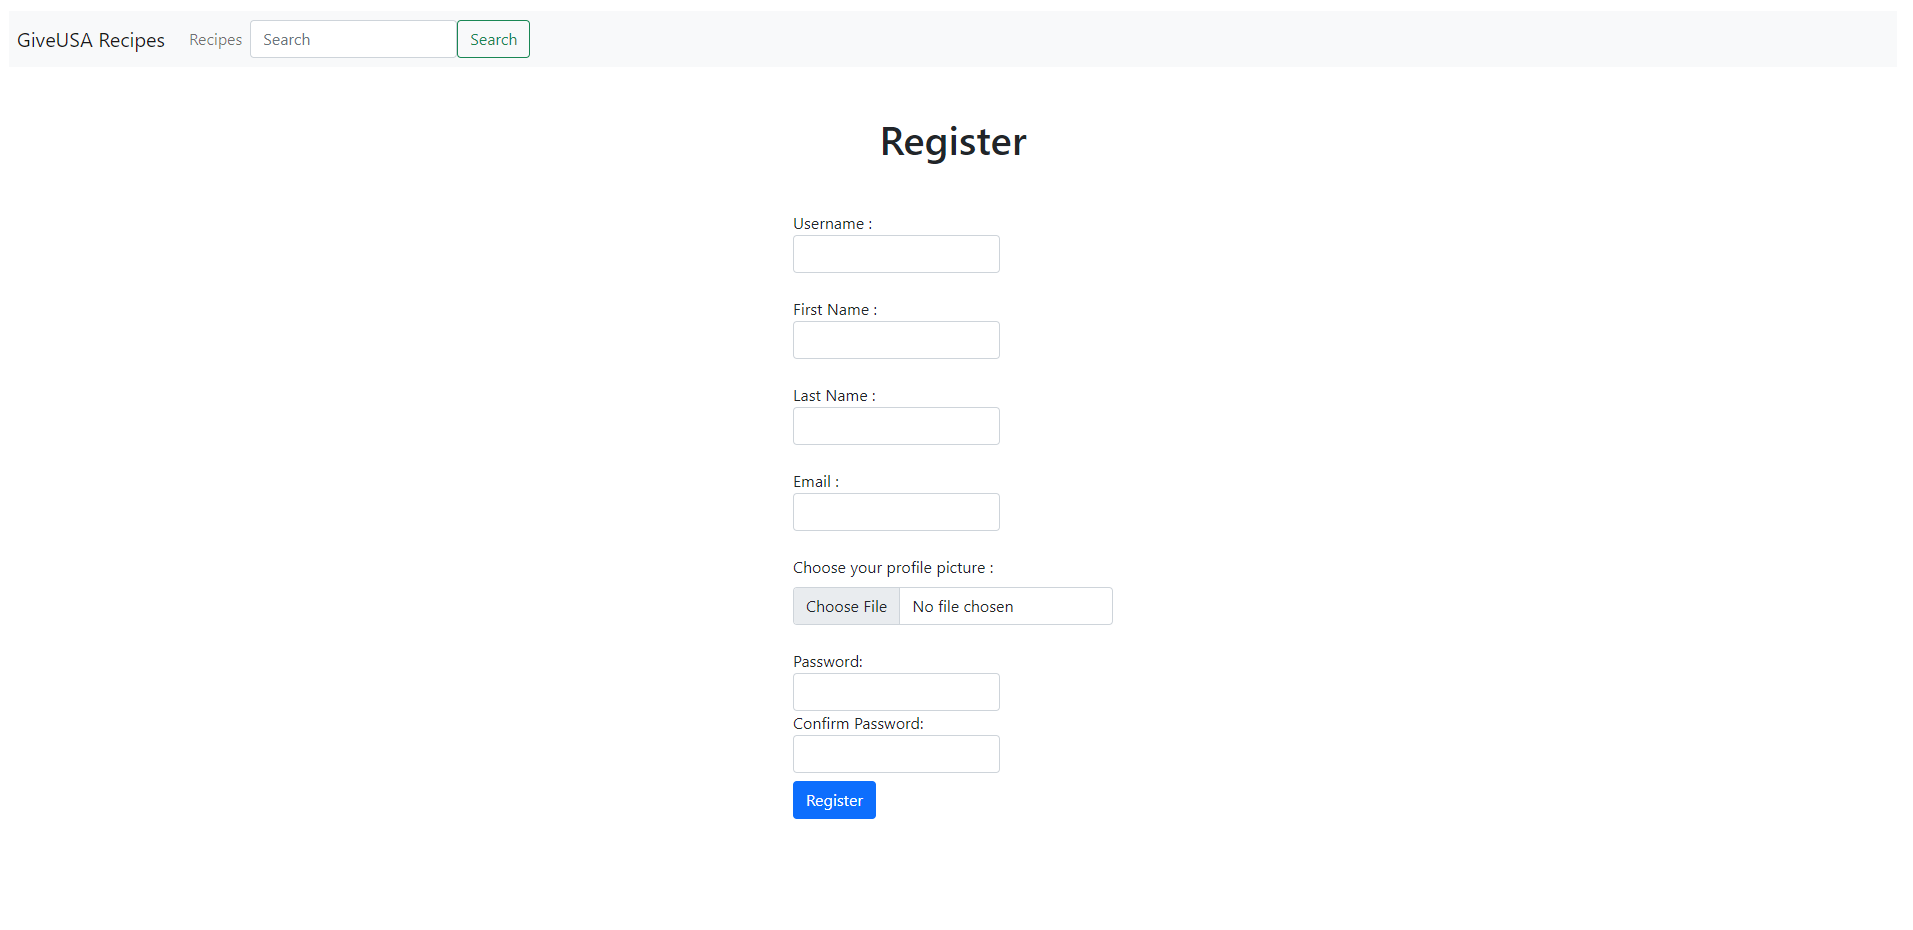 GiveUSA Recipes Recipes Search Search
Register
Username :
First Name :
Last Name :
Email :
Choose your profile picture :
Choose File No file chosen
Password:
Confirm Password:
Register